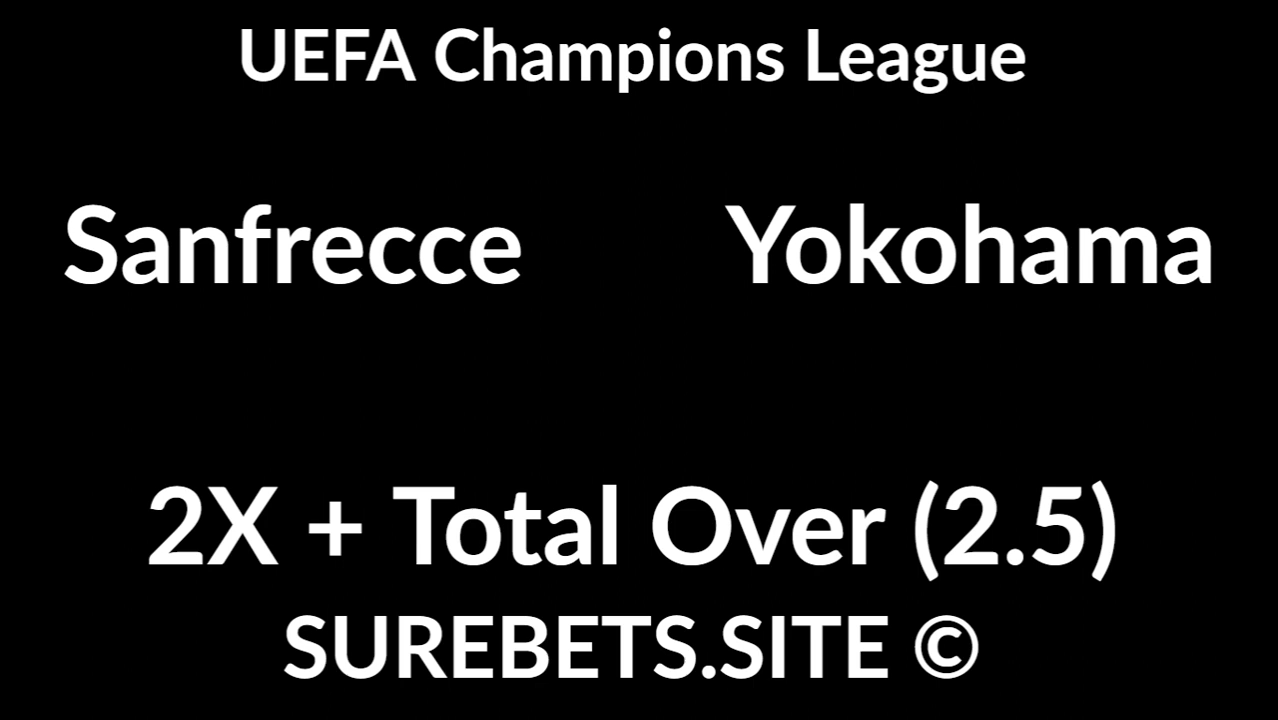 UEFA Champions League
Sanfrecce Yokohama
2X + Total Over (2.5)
SUREBETS.SITE ©